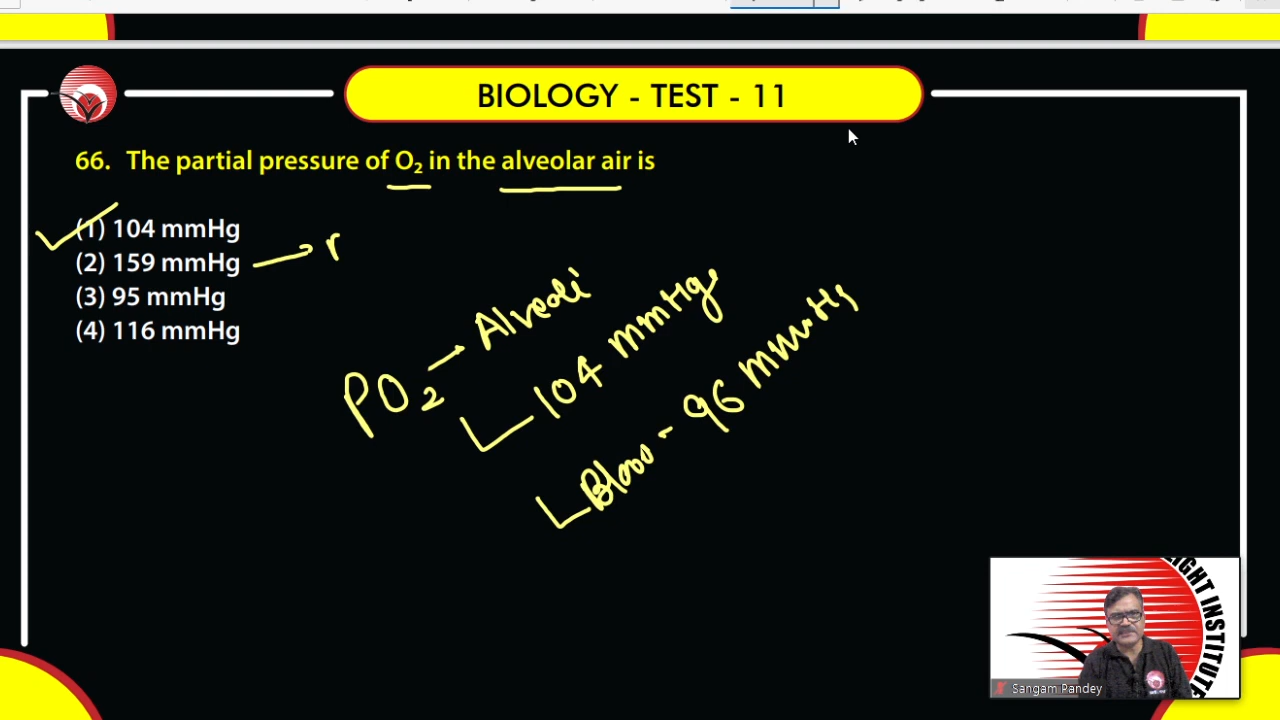 BIOLOGY - TEST - 11
66. The partial pressure of O₂ in the alveolar air is
(1) 104 mmHg
(2) 159 mmHg
(3) 95 mmHg
(4) 116 mmHg
PO₂
Alveoli
104 mmHg
96 mmHg
Sangam Pandey